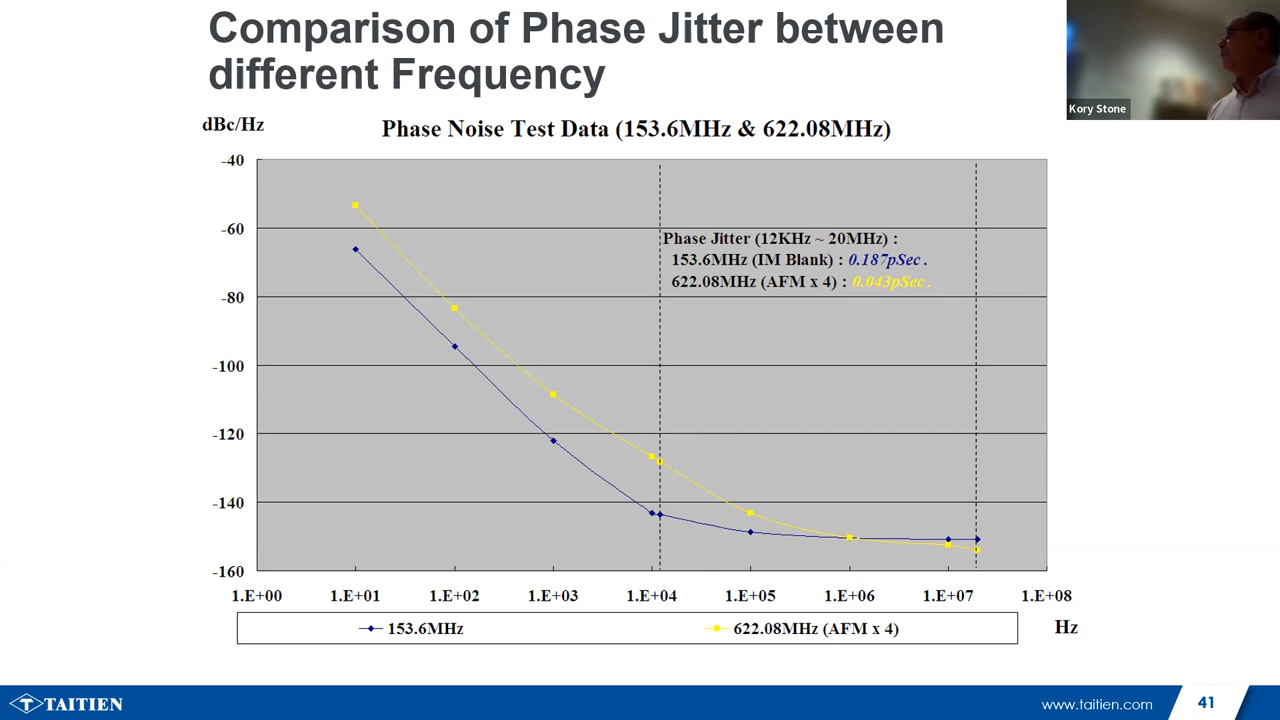 Comparison of Phase Jitter between
different Frequency
Kory Stone
dBc/Hz
Phase Noise Test Data (153.6MHz & 622.08MHz)
-40
-60
-80
-100
-120
-140
-160
Phase Jitter (12KHz ~ 20MHz) :
153.6MHz (IM Blank) : 0.187pSec .
622.08MHz (AFM x 4) : 0.043pSec .
1.E+00 1.E+01 1.E+02 1.E+03 1.E+04 1.E+05 1.E+06 1.E+07 1.E+08
153.6MHz 622.08MHz (AFM x 4)
Hz
TAITIEN
www.taitien.com
41